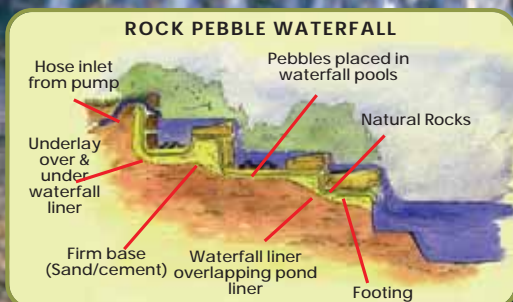 ROCK PEBBLE WATERFALL
Hose inlet
from pump
Pebbles placed in
waterfall pools
Natural Rocks
Underlay
over &
under
waterfall
liner
Firm base
(Sand/cement)
Waterfall liner
overlapping pond
liner
Footing